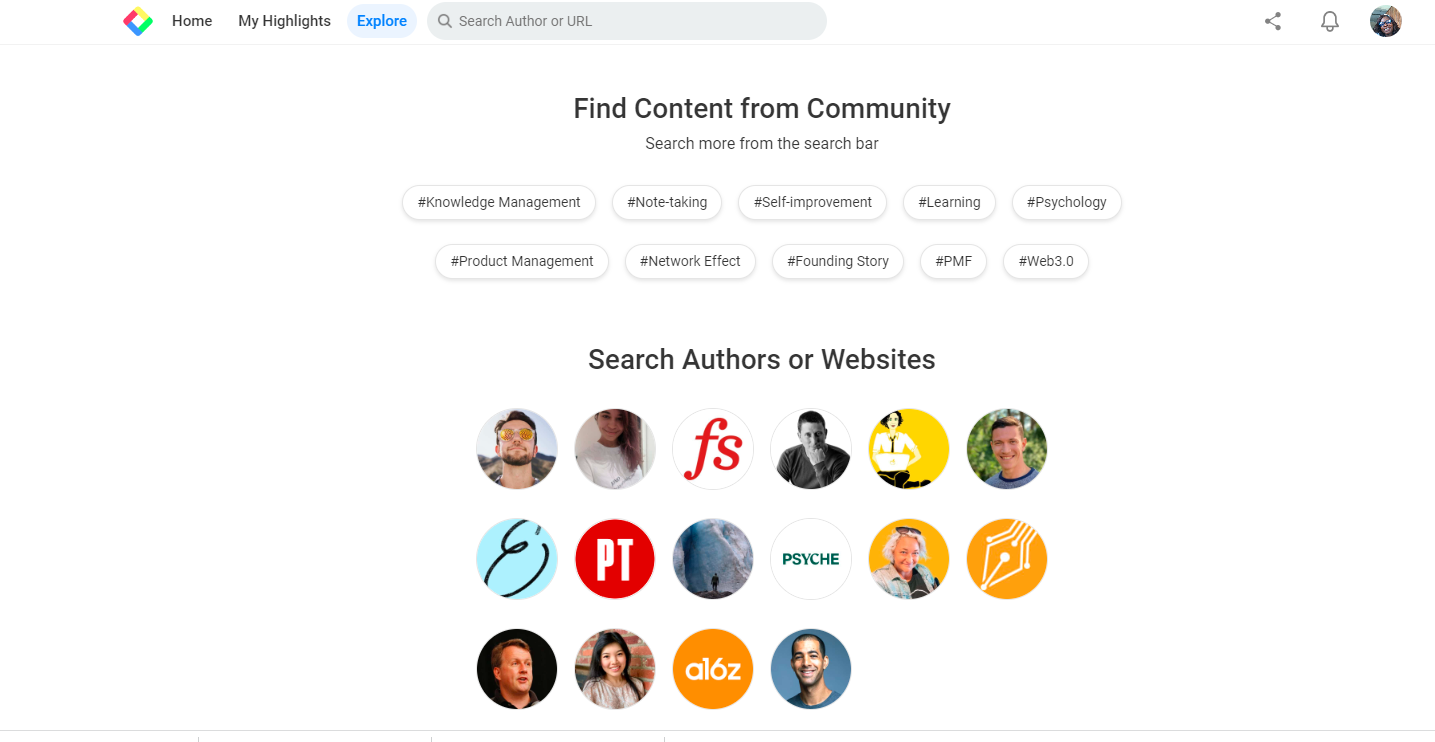 Home My Highlights Explore Search Author or URL
Find Content from Community
Search more from the search bar
#Knowledge Management #Note-taking #Self-improvement #Learning #Psychology
#Product Management #Network Effect #Founding Story #PMF #Web3.0
Search Authors or Websites
fs
PT PSYCHE
a16z